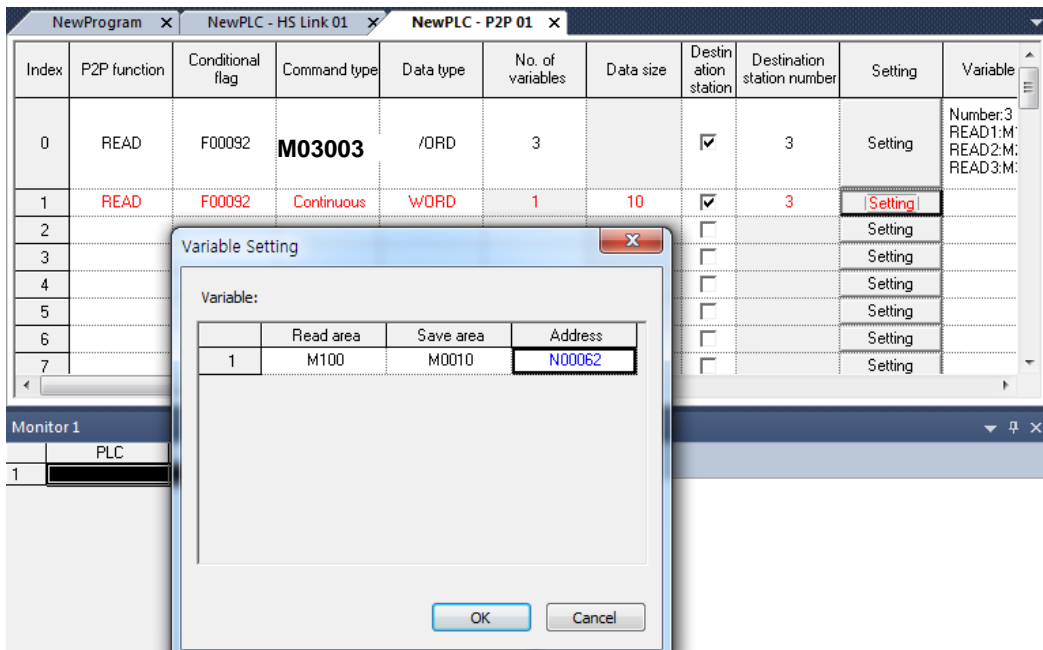 NewProgram x NewPLC - HS Link 01 x NewPLC - P2P 01 x
Index P2P function Conditional flag Command type Data type No. of variables Data size Destin ation station Destination station number Setting Variable
0 READ F00092 M03003 /ORD 3 3 Setting Number:3
READ1:M
READ2:M
READ3:M
1 READ F00092 Continuous WORD 1 10 3 Setting
2 Setting
3 Setting
4 Setting
5 Setting
6 Setting
7 Setting
Variable Setting
Variable:
Read area Save area Address
1 M100 M0010 N00062
OK Cancel
Monitor 1
PLC
1